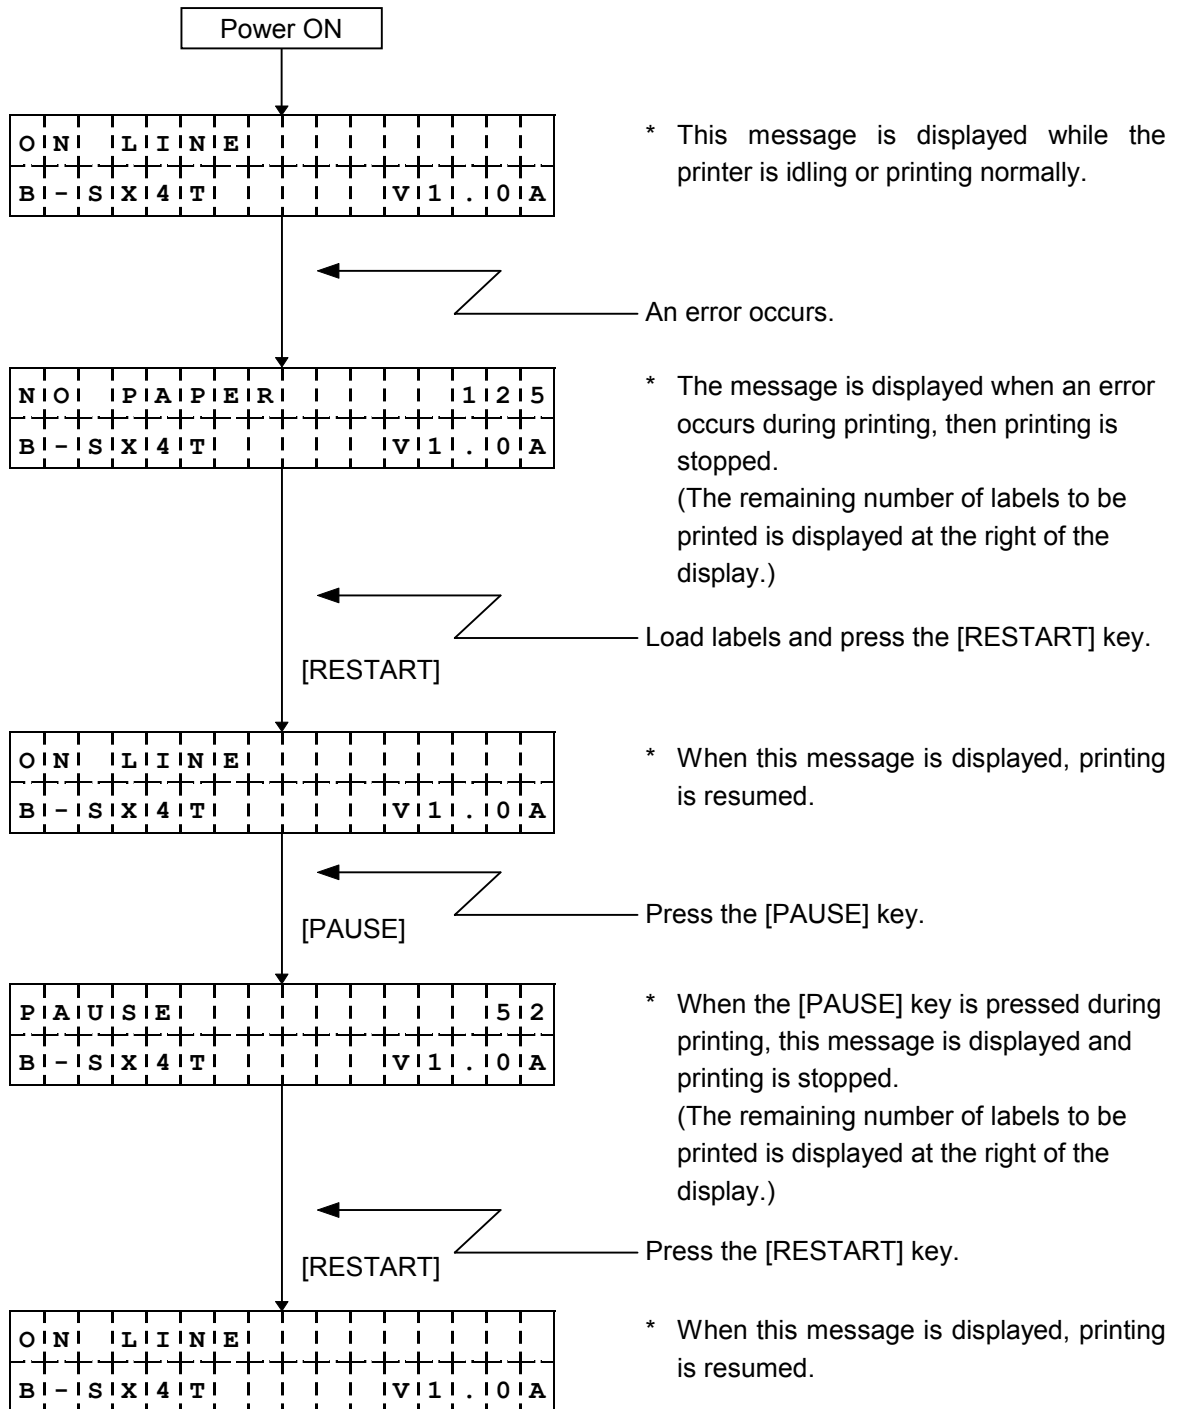 Power ON
ON LINE
B-SX4T V1.0A
* This message is displayed while the
printer is idling or printing normally.
An error occurs.
NO PAPER 125
B-SX4T V1.0A
* The message is displayed when an error
occurs during printing, then printing is
stopped.
(The remaining number of labels to be
printed is displayed at the right of the
display.)
Load labels and press the [RESTART] key.
[RESTART]
ON LINE
B-SX4T V1.0A
* When this message is displayed, printing
is resumed.
Press the [PAUSE] key.
[PAUSE]
PAUSE 52
B-SX4T V1.0A
* When the [PAUSE] key is pressed during
printing, this message is displayed and
printing is stopped.
(The remaining number of labels to be
printed is displayed at the right of the
display.)
Press the [RESTART] key.
[RESTART]
ON LINE
B-SX4T V1.0A
* When this message is displayed, printing
is resumed.